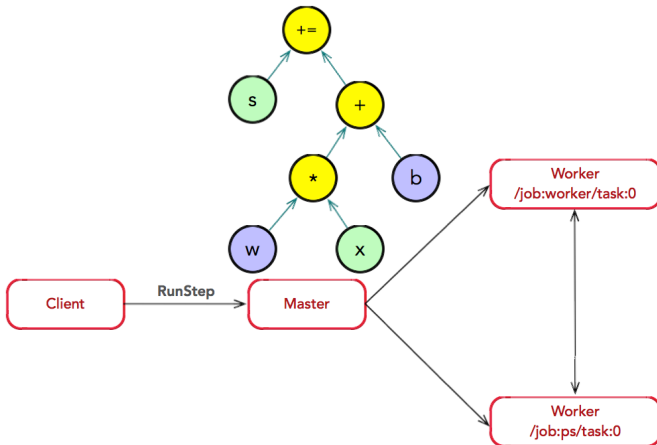 +=
s
+
*
b
w
x
Worker
/job:worker/task:0
Client
RunStep
Master
Worker
/job:ps/task:0